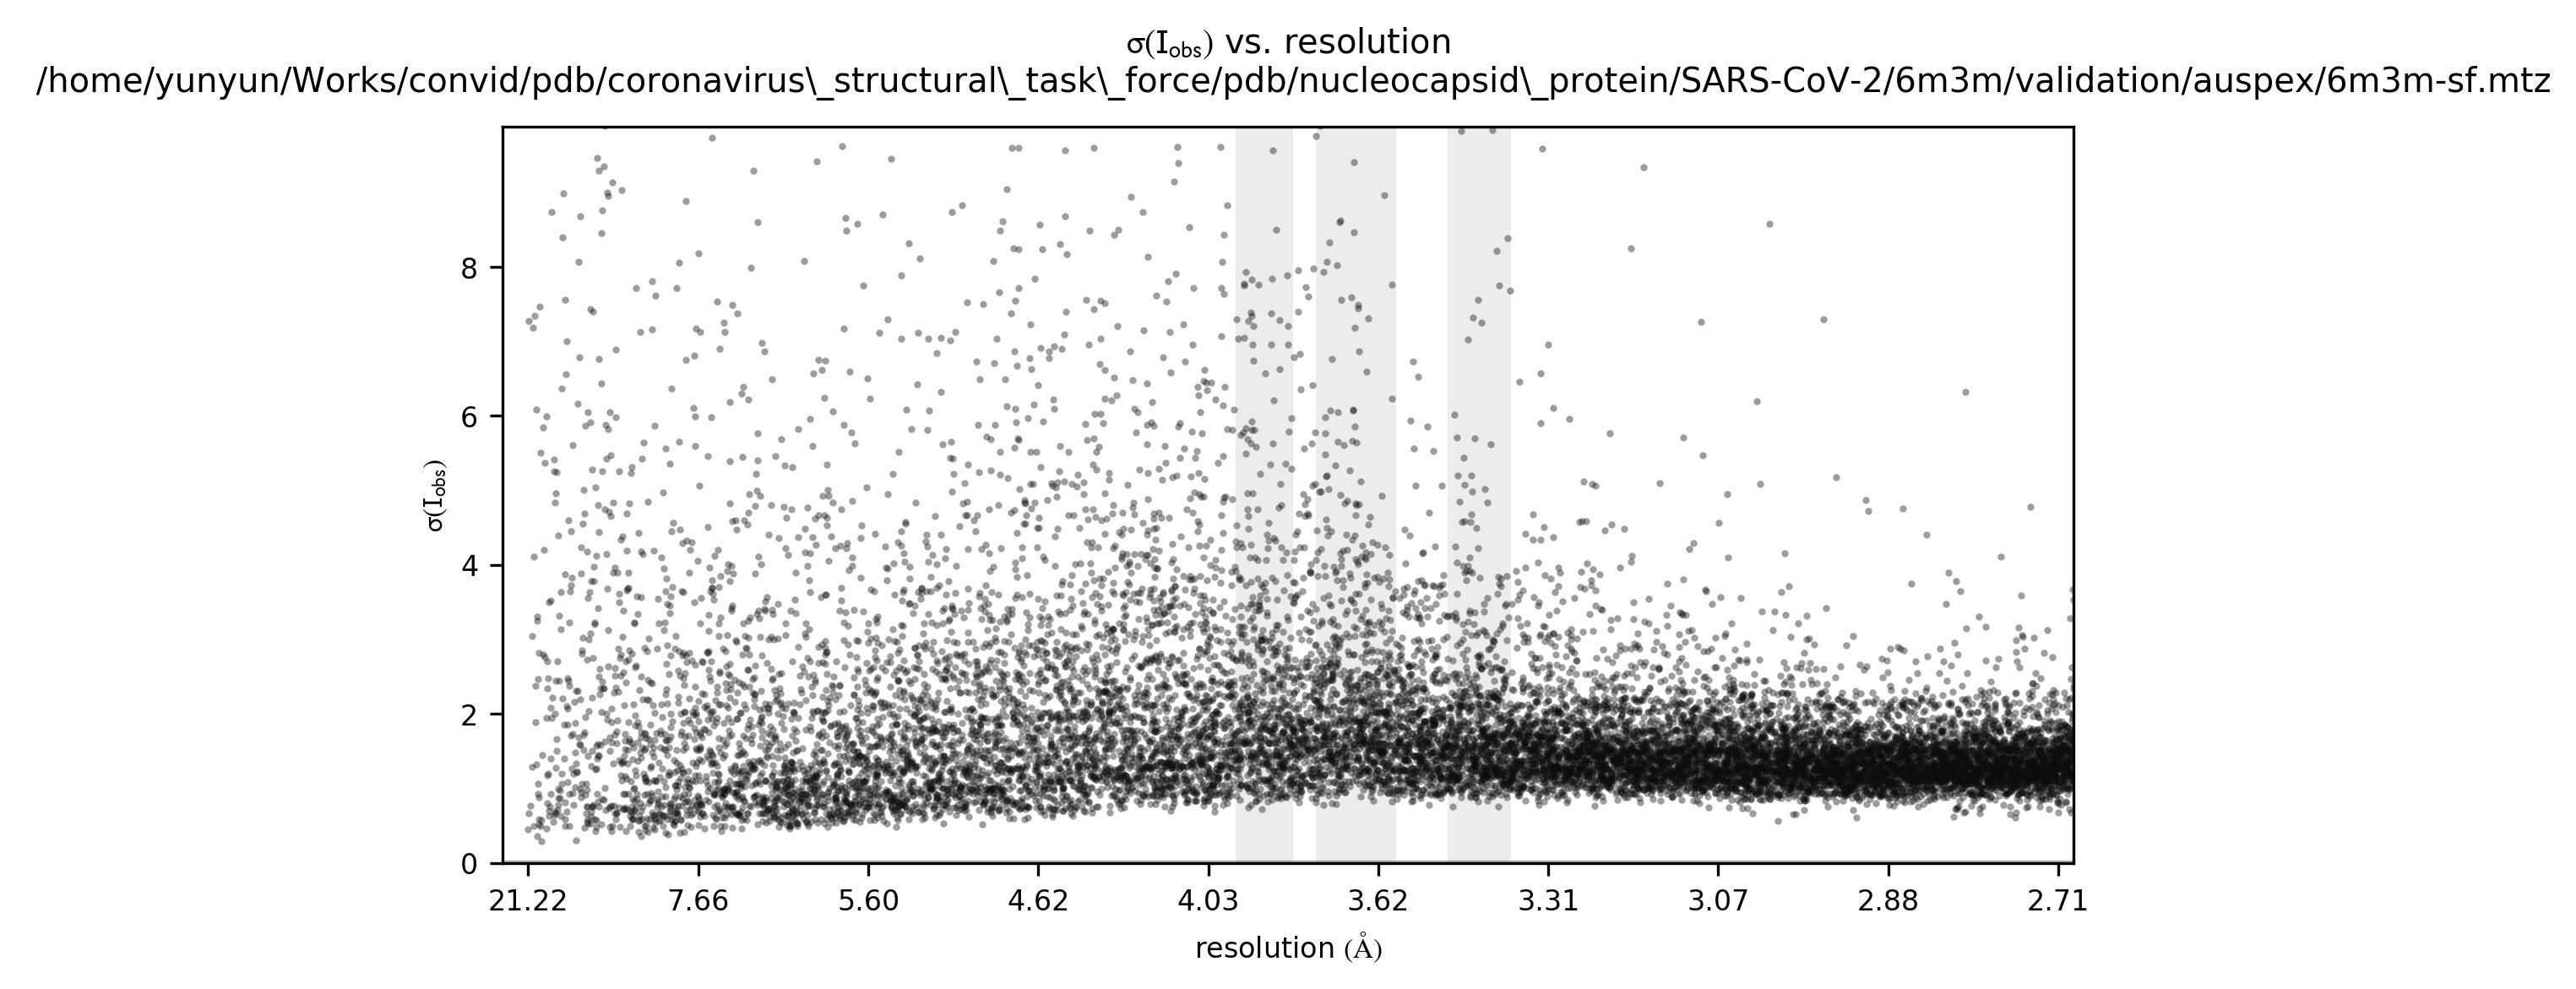 σ(I_obs) vs. resolution
/home/yunyun/Works/convid/pdb/coronavirus\_structural\_task\_force/pdb/nucleocapsid\_protein/SARS-CoV-2/6m3m/validation/auspex/6m3m-sf.mtz
8
6
4
2
0
σ(I_obs)
21.22 7.66 5.60 4.62 4.03 3.62 3.31 3.07 2.88 2.71
resolution (Å)